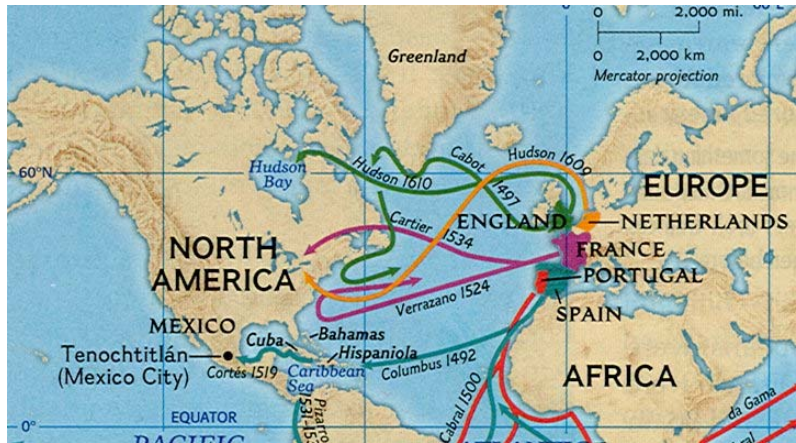 0 2,000 mi.
0 2,000 km
Mercator projection
Greenland
60°N
Hudson
Bay
Hudson 1610
Cabot 1497
Hudson 1609
EUROPE
ENGLAND
NETHERLANDS
Cartier 1534
FRANCE
NORTH
AMERICA
PORTUGAL
Verrazano 1524
SPAIN
MEXICO
Bahamas
Cuba
Hispaniola
Tenochtitlán
(Mexico City)
Cortés 1519
Caribbean
Sea
Columbus 1492
AFRICA
Cabral 1500
da Gama
0°
EQUATOR
Pizarro
PACIFIC